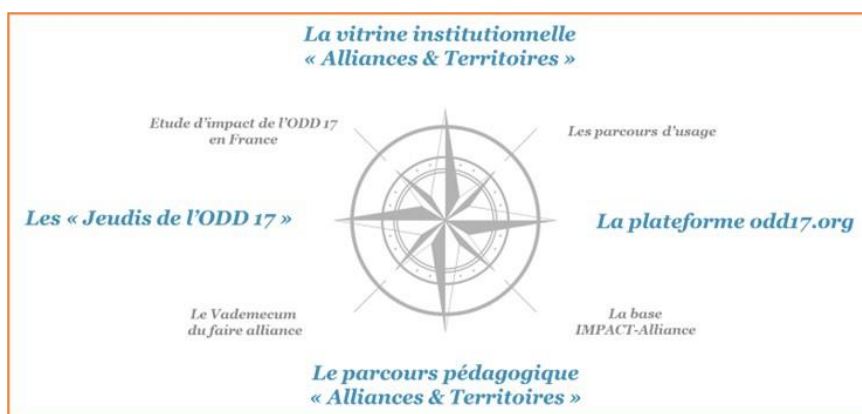 La vitrine institutionnelle
« Alliances & Territoires »
Etude d’impact de l’ODD 17
en France
Les parcours d’usage
Les « Jeudis de l’ODD 17 »
La plateforme odd17.org
Le Vademecum
du faire alliance
La base
IMPACT-Alliance
Le parcours pédagogique
« Alliances & Territoires »